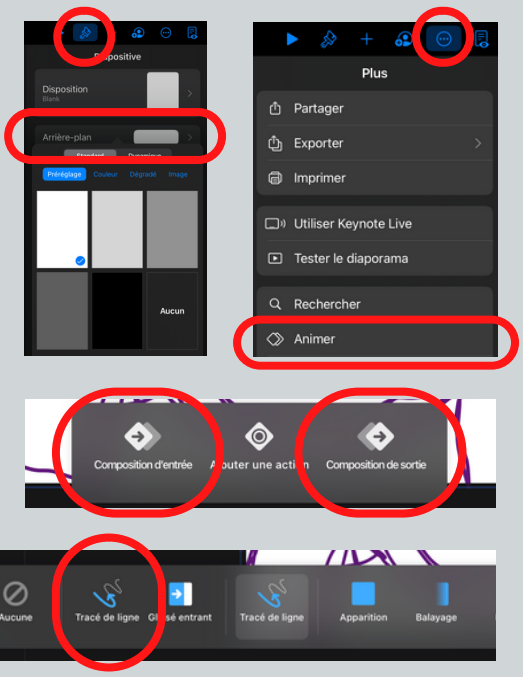 Dispositive
Disposition
Blank
Arrière-plan
Standard Dynamique
Préréglage Couleur Dégradé Image
Aucun
Plus
Partager
Exporter
Imprimer
Utiliser Keynote Live
Tester le diaporama
Rechercher
Animer
Composition d'entrée Ajouter une action Composition de sortie
Aucune Tracé de ligne Glissé entrant Tracé de ligne Apparition Balayage